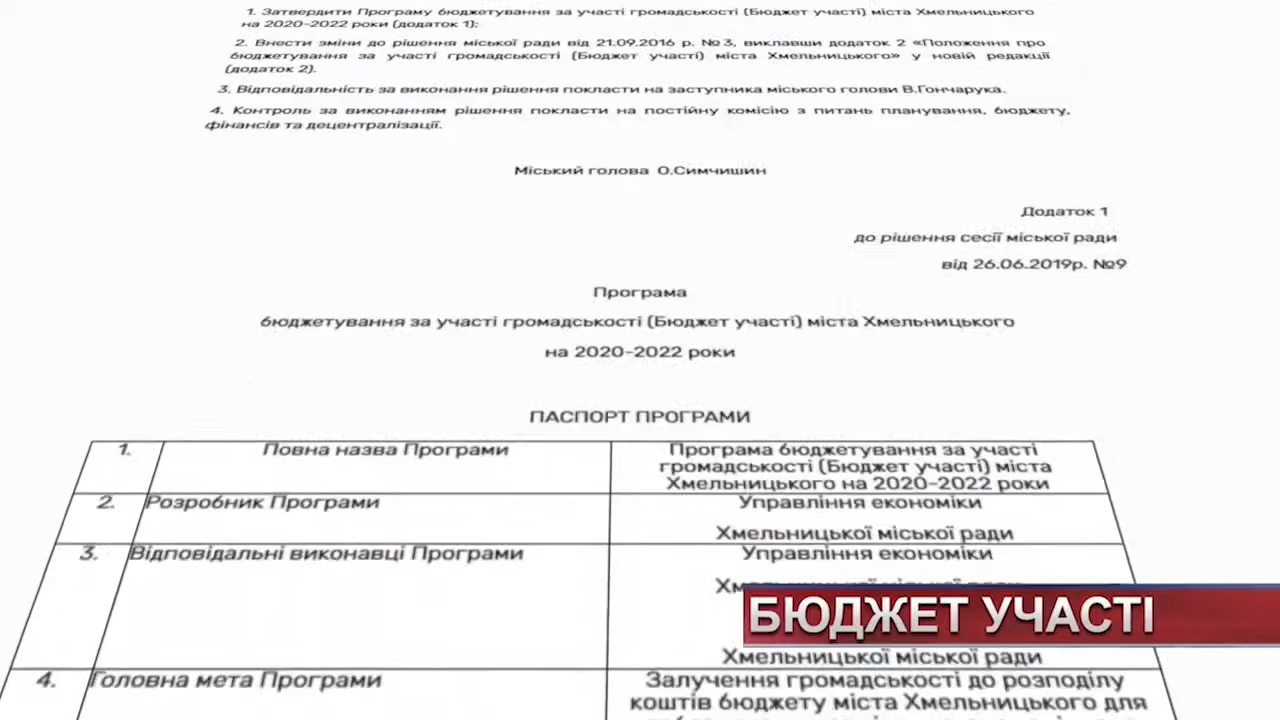 1. Затвердити Програму бюджетування за участі громадськості (Бюджет участі) міста Хмельницького
на 2020-2022 роки (додаток 1);
2. Внести зміни до рішення міської ради від 21.09.2016 р. №3, виклавши додаток 2 «Положення про
бюджетування за участі громадськості (Бюджет участі) міста Хмельницького» у новій редакції
(додаток 2).
3. Відповідальність за виконання рішення покласти на заступника міського голови В.Гончарука.
4. Контроль за виконанням рішення покласти на постійну комісію з питань планування, бюджету,
фінансів та децентралізації.
Міський голова О.Симчишин
Додаток 1
до рішення сесії міської ради
від 26.06.2019р. №9
Програма
бюджетування за участі громадськості (Бюджет участі) міста Хмельницького
на 2020-2022 роки
ПАСПОРТ ПРОГРАМИ
1. Повна назва Програми Програма бюджетування за участі
громадськості (Бюджет участі) міста
Хмельницького на 2020-2022 роки
2. Розробник Програми Управління економіки
Хмельницької міської ради
3. Відповідальні виконавці Програми Управління економіки
БЮДЖЕТ УЧАСТІ
Хмельницької міської ради
4. Головна мета Програми Залучення громадськості до розподілу
коштів бюджету міста Хмельницького для